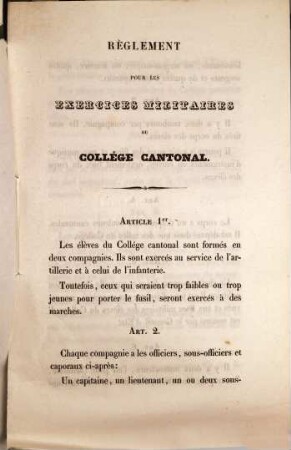 RÈGLEMENT
POUR LES
EXERCICES MILITAIRES
DU
COLLÉGE CANTONAL.
ARTICLE 1er.
Les élèves du Collége cantonal sont formés en
deux compagnies. Ils sont exercés au service de l'ar-
tillerie et à celui de l'infanterie.
Toutefois, ceux qui seraient trop faibles ou trop
jeunes pour porter le fusil, seront exercés à des
marches.
ART. 2.
Chaque compagnie a les officiers, sous-officiers et
caporaux ci-après:
Un capitaine, un lieutenant, un ou deux sous-